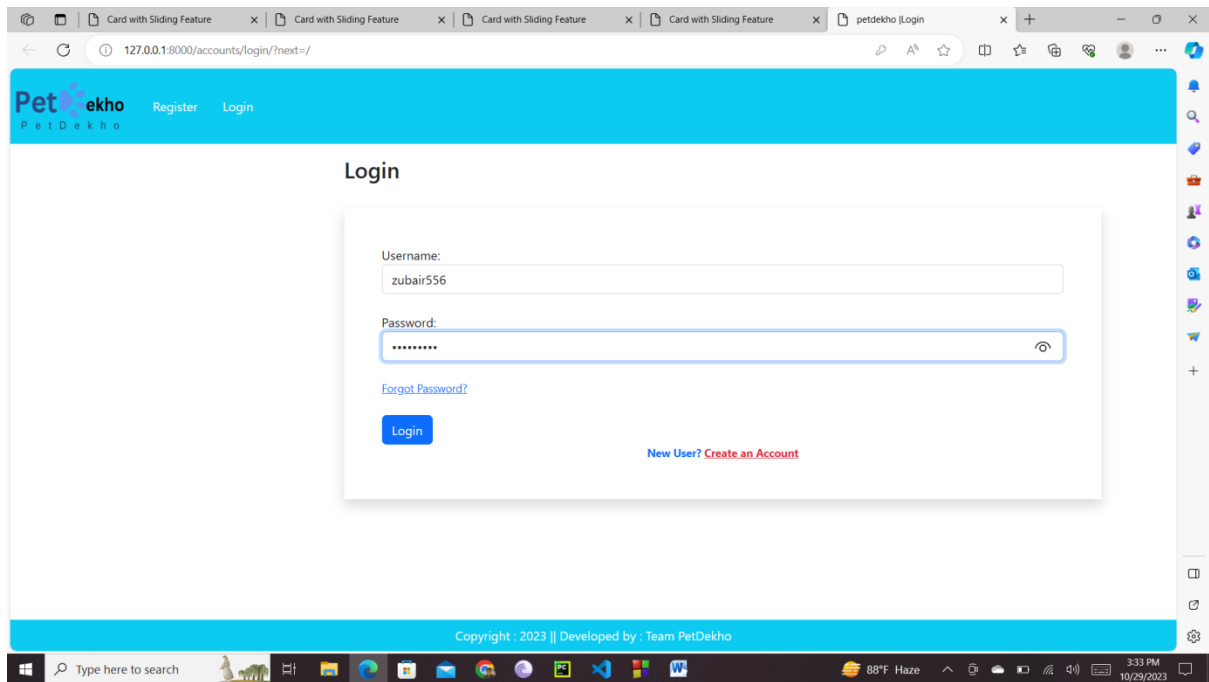 Card with Sliding Feature
Card with Sliding Feature
Card with Sliding Feature
Card with Sliding Feature
petdekho |Login
127.0.0.1:8000/accounts/login/?next=/
Pet ekho
PetDekho
Register
Login
Login
Username:
zubair556
Password:
•••••••••
Forgot Password?
Login
New User? Create an Account
Copyright : 2023 || Developed by : Team PetDekho
Type here to search
88°F Haze
3:33 PM
10/29/2023